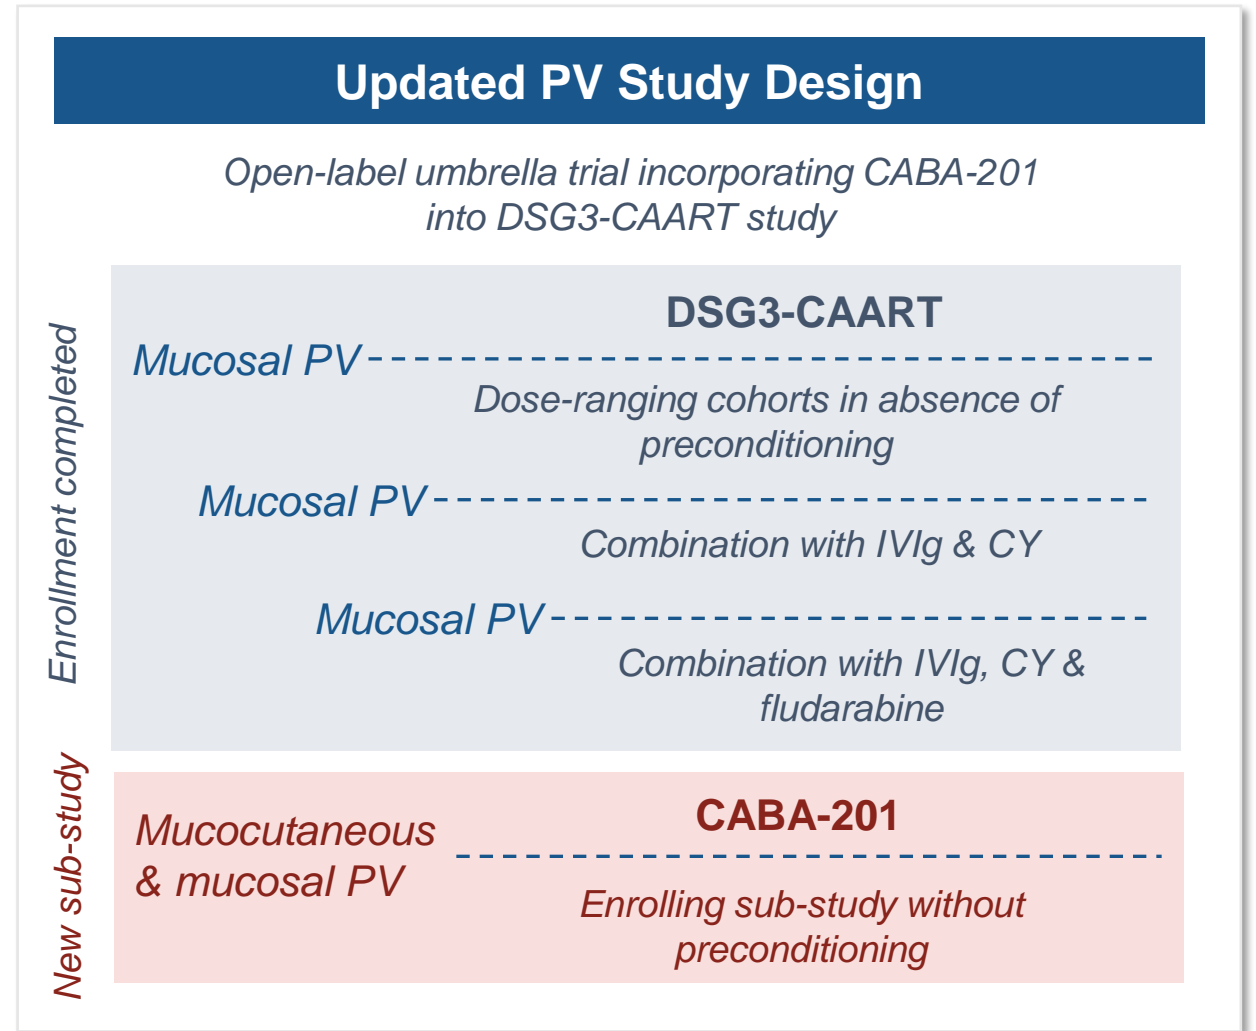 Updated PV Study Design
Open-label umbrella trial incorporating CABA-201
into DSG3-CAART study
Enrollment completed
DSG3-CAART
Mucosal PV
Dose-ranging cohorts in absence of
preconditioning
Mucosal PV
Combination with IVIg & CY
Mucosal PV
Combination with IVIg, CY &
fludarabine
New sub-study
Mucocutaneous
& mucosal PV
CABA-201
Enrolling sub-study without
preconditioning